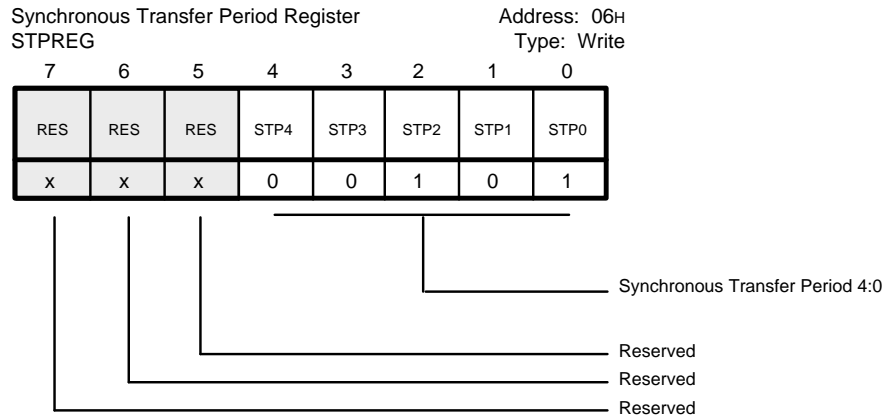 Synchronous Transfer Period Register Address: 06H
STPREG Type: Write
7 6 5 4 3 2 1 0
RES RES RES STP4 STP3 STP2 STP1 STP0
x x x 0 0 1 0 1
Synchronous Transfer Period 4:0
Reserved
Reserved
Reserved